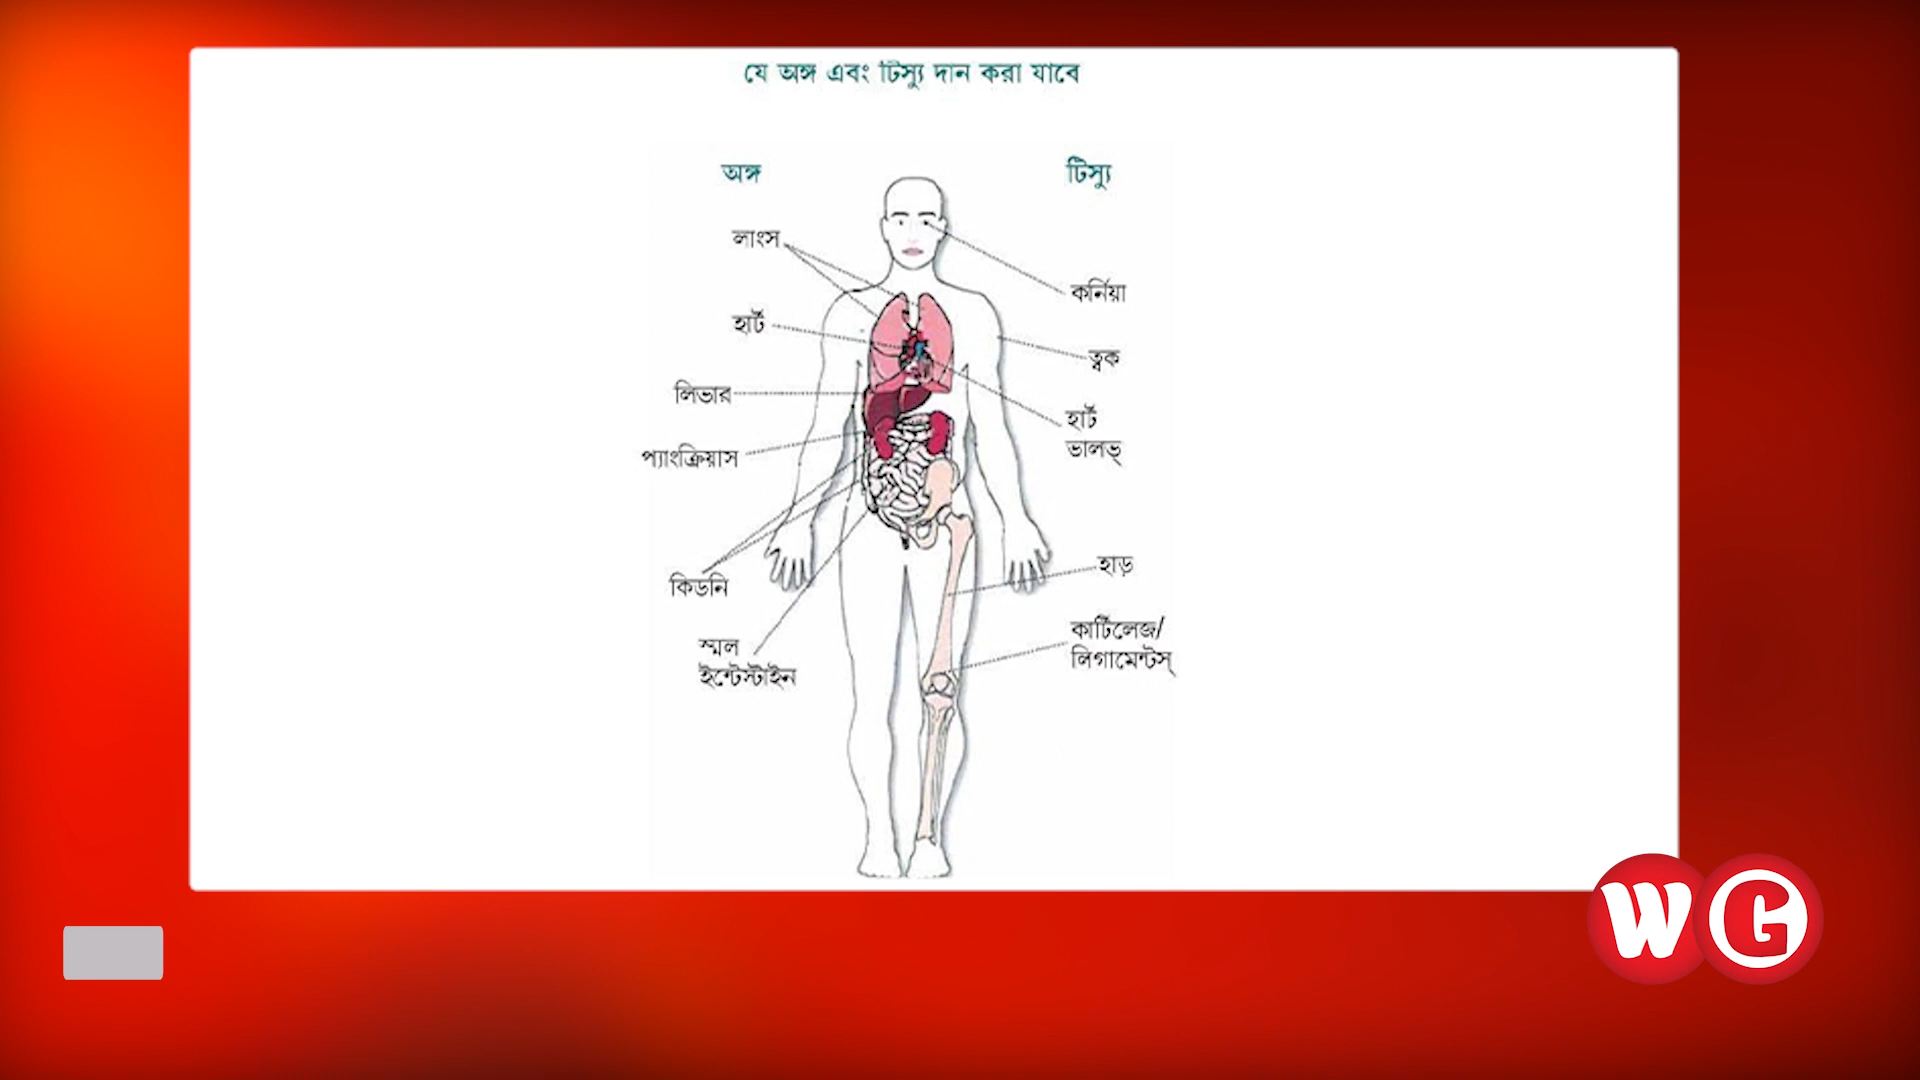 যে অঙ্গ এবং টিস্যু দান করা যাবে
অঙ্গ
টিস্যু
লাংস
কর্নিয়া
হার্ট
ত্বক
লিভার
হার্ট
ভালভ্
প্যাংক্রিয়াস
হাড়
কিডনি
কার্টিলেজ/
লিগামেন্টস্
স্মল
ইন্টেস্টাইন
WG